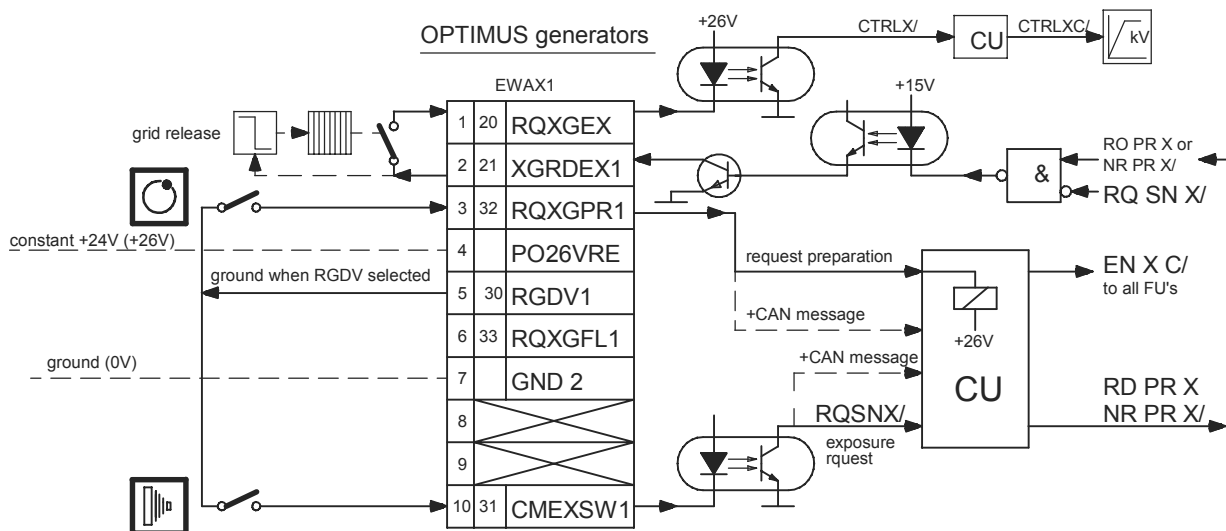 OPTIMUS generators
+26V
CTRLX/
CU
CTRLXC/
kV
EWAX1
grid release
+15V
1 20 RQXGEX
2 21 XGRDEX1
3 32 RQXGPR1
4 PO26VRE
5 30 RGDV1
6 33 RQXGFL1
7 GND 2
8
9
10 31 CMEXSW1
&
RO PR X or
NR PR X/
RQ SN X/
constant +24V (+26V)
ground when RGDV selected
ground (0V)
request preparation
+CAN message
+26V
+CAN message
CU
EN X C/
to all FU's
RQSNX/
exposure
rquest
RD PR X
NR PR X/